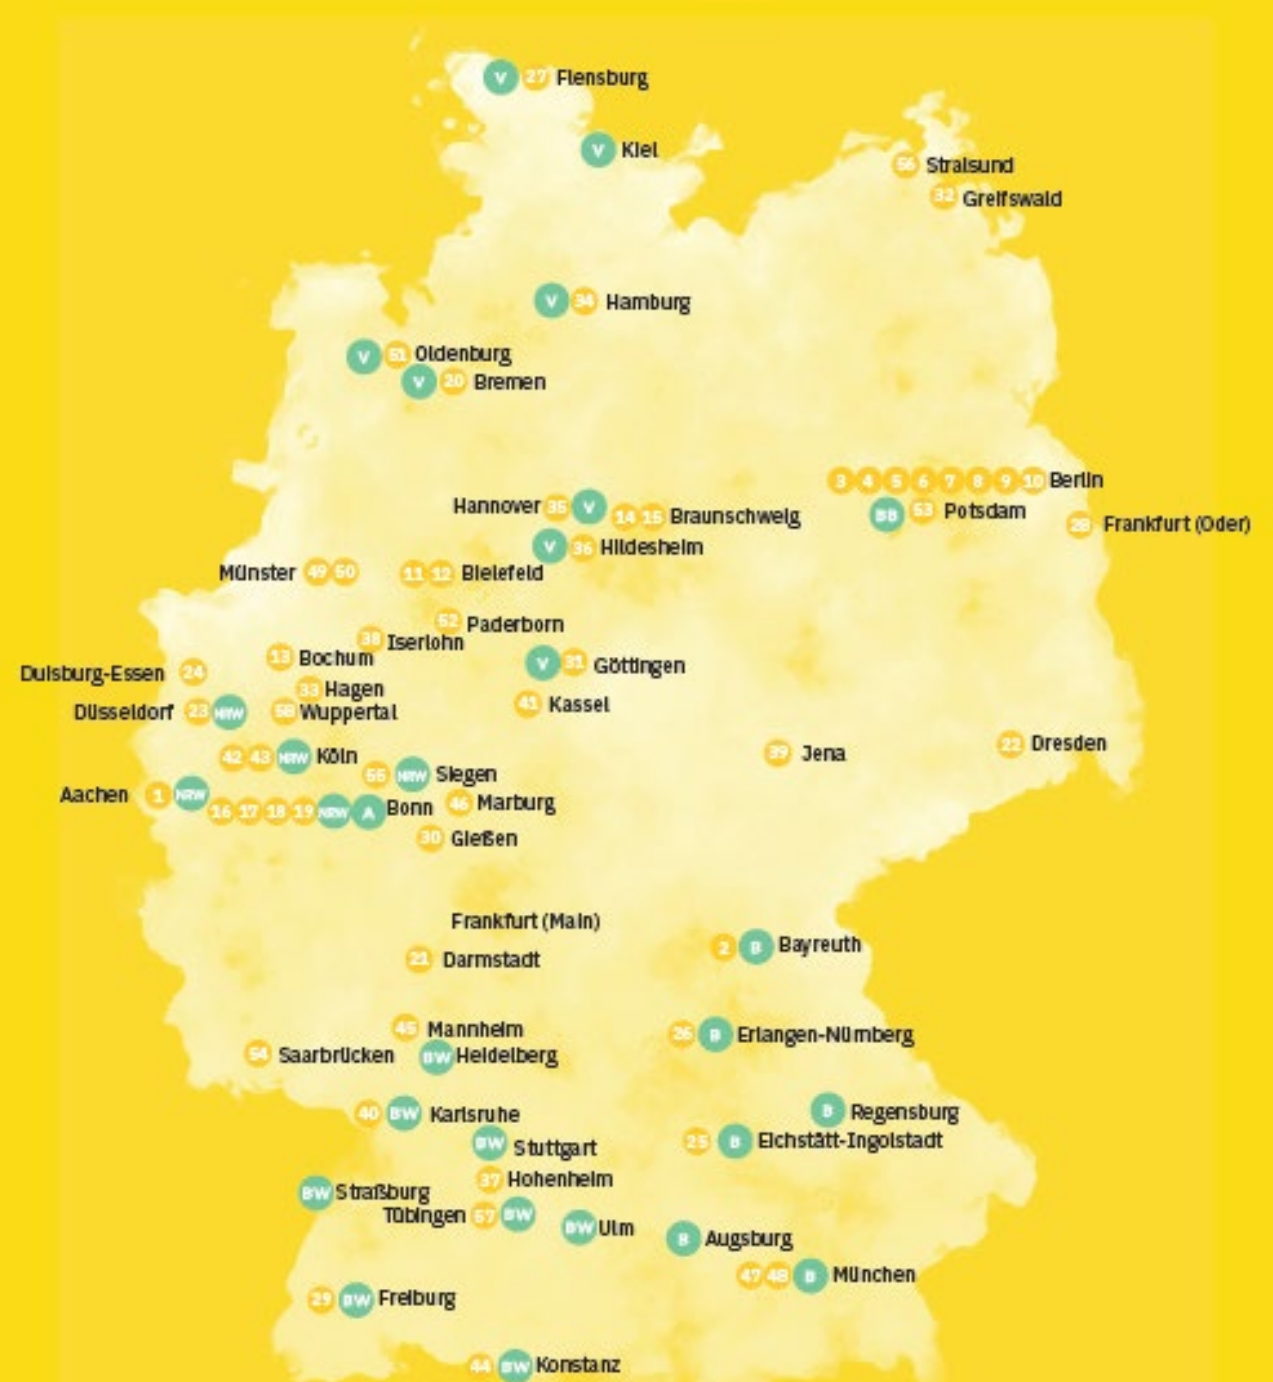 V 27 Flensburg
V Kiel
56 Stralsund
32 Greifswald
V 34 Hamburg
V 51 Oldenburg
V 20 Bremen
3 4 5 6 7 8 9 10 Berlin
Hannover 35 V
14 15 Braunschweig
BB 53 Potsdam
28 Frankfurt (Oder)
V 36 Hildesheim
Münster 49 50
11 12 Bielefeld
52 Paderborn
38 Iserlohn
13 Bochum
V 31 Göttingen
Duisburg-Essen 24
33 Hagen
41 Kassel
Düsseldorf 23 NRW
58 Wuppertal
42 43 NRW Köln
39 Jena
22 Dresden
55 NRW Siegen
Aachen 1 NRW
16 17 18 19 NRW A Bonn
46 Marburg
30 Gießen
Frankfurt (Main)
21 Darmstadt
2 B Bayreuth
45 Mannheim
26 B Erlangen-Nürnberg
54 Saarbrücken
BW Heidelberg
40 BW Karlsruhe
B Regensburg
25 B Eichstätt-Ingolstadt
BW Stuttgart
37 Hohenheim
BW Straßburg
Tübingen 57 BW
BW Ulm
B Augsburg
47 48 B München
29 BW Freiburg
44 BW Konstanz